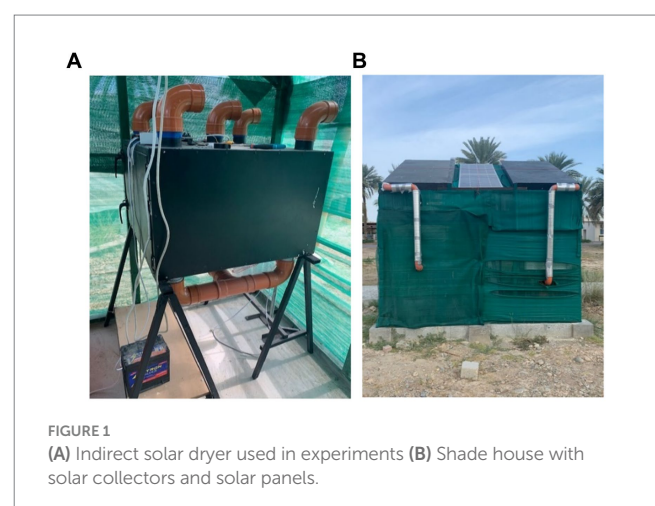 A
B
FIGURE 1
(A) Indirect solar dryer used in experiments (B) Shade house with
solar collectors and solar panels.